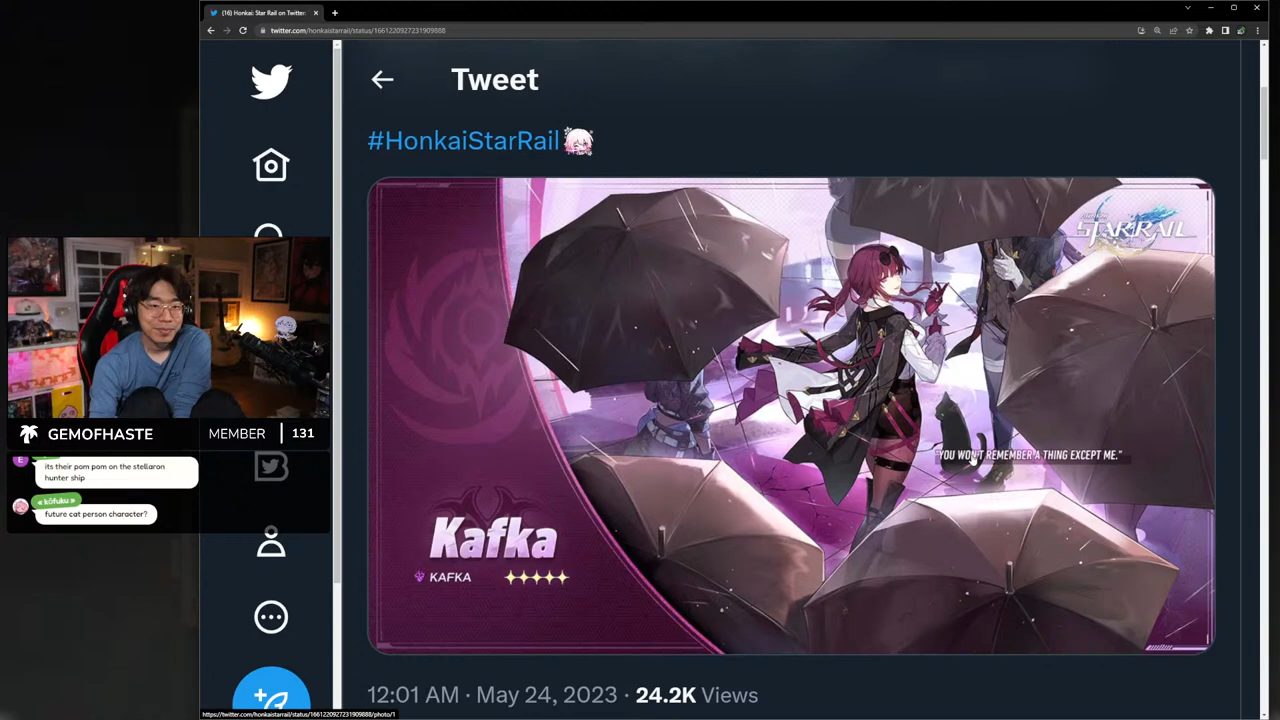 (16) Honkai: Star Rail on Twitter:
twitter.com/honkaistarrail/status/1661220927231909888
Tweet
#HonkaiStarRail
STAR RAIL
"YOU WON'T REMEMBER A THING EXCEPT ME."
Kafka
KAFKA
12:01 AM · May 24, 2023 · 24.2K Views
GEMOFHASTE
MEMBER
131
E
its their pom pom on the stellaron
hunter ship
« kōfuku »
future cat person character?
https://twitter.com/honkaistarrail/status/1661220927231909888/photo/1